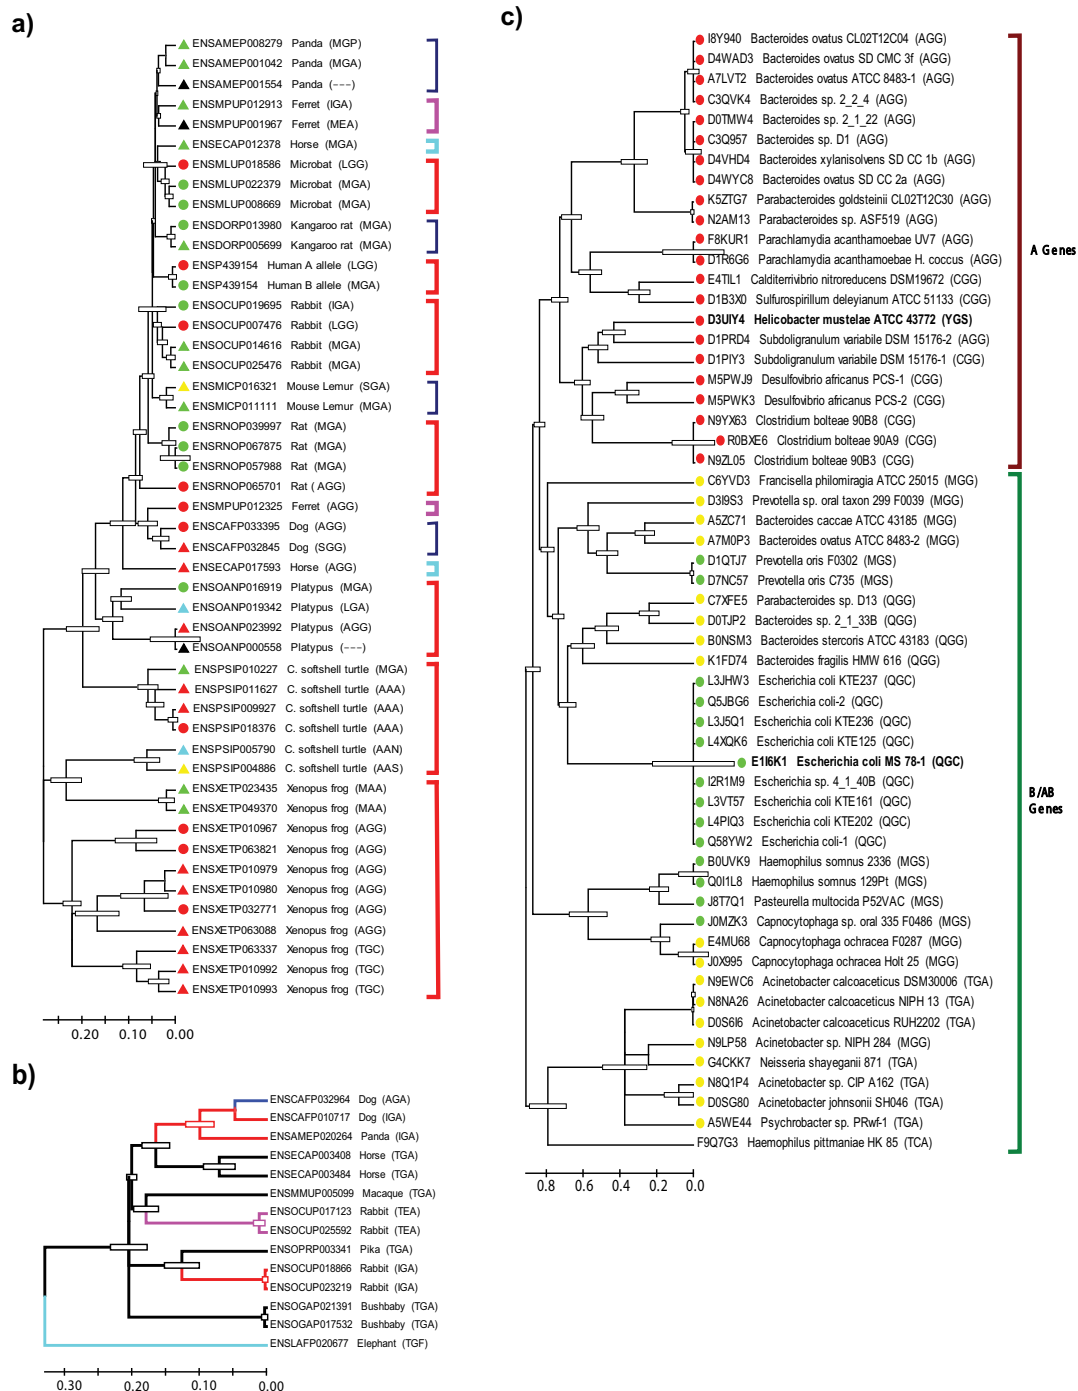 a)
ENSAMEP008279 Panda (MGP)
ENSAMEP001042 Panda (MGA)
ENSAMEP001554 Panda (---)
ENSMPUP012913 Ferret (IGA)
ENSMPUP001967 Ferret (MEA)
ENSECAP012378 Horse (MGA)
ENSMLUP018586 Microbat (LGG)
ENSMLUP022379 Microbat (MGA)
ENSMLUP008669 Microbat (MGA)
ENSDORP013980 Kangaroo rat (MGA)
ENSDORP005699 Kangaroo rat (MGA)
ENSP439154 Human A allele (LGG)
ENSP439154 Human B allele (MGA)
ENSOCUP019695 Rabbit (IGA)
ENSOCUP007476 Rabbit (LGG)
ENSOCUP014616 Rabbit (MGA)
ENSOCUP025476 Rabbit (MGA)
ENSMICP016321 Mouse Lemur (SGA)
ENSMICP011111 Mouse Lemur (MGA)
ENSRNOP039997 Rat (MGA)
ENSRNOP067875 Rat (MGA)
ENSRNOP057988 Rat (MGA)
ENSRNOP065701 Rat ( AGG)
ENSMPUP012325 Ferret (AGG)
ENSCAFP033395 Dog (AGG)
ENSCAFP032845 Dog (SGG)
ENSECAP017593 Horse (AGG)
ENSOANP016919 Platypus (MGA)
ENSOANP019342 Platypus (LGA)
ENSOANP023992 Platypus (AGG)
ENSOANP000558 Platypus (---)
ENSPSIP010227 C. softshell turtle (MGA)
ENSPSIP011627 C. softshell turtle (AAA)
ENSPSIP009927 C. softshell turtle (AAA)
ENSPSIP018376 C. softshell turtle (AAA)
ENSPSIP005790 C. softshell turtle (AAN)
ENSPSIP004886 C. softshell turtle (AAS)
ENSXETP023435 Xenopus frog (MAA)
ENSXETP049370 Xenopus frog (MAA)
ENSXETP010967 Xenopus frog (AGG)
ENSXETP063821 Xenopus frog (AGG)
ENSXETP010979 Xenopus frog (AGG)
ENSXETP010980 Xenopus frog (AGG)
ENSXETP032771 Xenopus frog (AGG)
ENSXETP063088 Xenopus frog (AGG)
ENSXETP063337 Xenopus frog (TGC)
ENSXETP010992 Xenopus frog (TGC)
ENSXETP010993 Xenopus frog (TGC)
0.20 0.10 0.00
b)
ENSCAFP032964 Dog (AGA)
ENSCAFP010717 Dog (IGA)
ENSAMEP020264 Panda (IGA)
ENSECAP003408 Horse (TGA)
ENSECAP003484 Horse (TGA)
ENSMMUP005099 Macaque (TGA)
ENSOCUP017123 Rabbit (TEA)
ENSOCUP025592 Rabbit (TEA)
ENSOPRP003341 Pika (TGA)
ENSOCUP018866 Rabbit (IGA)
ENSOCUP023219 Rabbit (IGA)
ENSOGAP021391 Bushbaby (TGA)
ENSOGAP017532 Bushbaby (TGA)
ENSLAFP020677 Elephant (TGF)
0.30 0.20 0.10 0.00
c)
I8Y940 Bacteroides ovatus CL02T12C04 (AGG)
D4WAD3 Bacteroides ovatus SD CMC 3f (AGG)
A7LVT2 Bacteroides ovatus ATCC 8483-1 (AGG)
C3QVK4 Bacteroides sp. 2_2_4 (AGG)
D0TMW4 Bacteroides sp. 2_1_22 (AGG)
C3Q957 Bacteroides sp. D1 (AGG)
D4VHD4 Bacteroides xylanisolvens SD CC 1b (AGG)
D4WYC8 Bacteroides ovatus SD CC 2a (AGG)
K5ZTG7 Parabacteroides goldsteinii CL02T12C30 (AGG)
N2AM13 Parabacteroides sp. ASF519 (AGG)
F8KUR1 Parachlamydia acanthamoebae UV7 (AGG)
D1R6G6 Parachlamydia acanthamoebae H. coccus (AGG)
E4TIL1 Calditerrivibrio nitroreducens DSM19672 (CGG)
D1B3X0 Sulfurospirillum deleyianum ATCC 51133 (CGG)
D3UIY4 Helicobacter mustelae ATCC 43772 (YGS)
D1PRD4 Subdoligranulum variabile DSM 15176-2 (AGG)
D1PIY3 Subdoligranulum variabile DSM 15176-1 (CGG)
M5PWJ9 Desulfovibrio africanus PCS-1 (CGG)
M5PWK3 Desulfovibrio africanus PCS-2 (CGG)
N9YX63 Clostridium bolteae 90B8 (CGG)
R0BXE6 Clostridium bolteae 90A9 (CGG)
N9ZL05 Clostridium bolteae 90B3 (CGG)
A Genes
C6YVD3 Francisella philomiragia ATCC 25015 (MGG)
D3I9S3 Prevotella sp. oral taxon 299 F0039 (MGG)
A5ZC71 Bacteroides caccae ATCC 43185 (MGG)
A7M0P3 Bacteroides ovatus ATCC 8483-2 (MGG)
D1QTJ7 Prevotella oris F0302 (MGS)
D7NC57 Prevotella oris C735 (MGS)
C7XFE5 Parabacteroides sp. D13 (QGG)
D0TJP2 Bacteroides sp. 2_1_33B (QGG)
B0NSM3 Bacteroides stercoris ATCC 43183 (QGG)
K1FD74 Bacteroides fragilis HMW 616 (QGG)
L3JHW3 Escherichia coli KTE237 (QGC)
Q5JBG6 Escherichia coli-2 (QGC)
L3J5Q1 Escherichia coli KTE236 (QGC)
L4XQK6 Escherichia coli KTE125 (QGC)
E1I6K1 Escherichia coli MS 78-1 (QGC)
I2R1M9 Escherichia sp. 4_1_40B (QGC)
L3VT57 Escherichia coli KTE161 (QGC)
L4PIQ3 Escherichia coli KTE202 (QGC)
Q58YW2 Escherichia coli-1 (QGC)
B0UVK9 Haemophilus somnus 2336 (MGS)
Q0I1L8 Haemophilus somnus 129Pt (MGS)
J8T7Q1 Pasteurella multocida P52VAC (MGS)
J0MZK3 Capnocytophaga sp. oral 335 F0486 (MGS)
E4MU68 Capnocytophaga ochracea F0287 (MGG)
J0X995 Capnocytophaga ochracea Holt 25 (MGG)
N9EWC6 Acinetobacter calcoaceticus DSM30006 (TGA)
N8NA26 Acinetobacter calcoaceticus NIPH 13 (TGA)
D0S6I6 Acinetobacter calcoaceticus RUH2202 (TGA)
N9LP58 Acinetobacter sp. NIPH 284 (MGG)
G4CKK7 Neisseria shayeganii 871 (TGA)
N8Q1P4 Acinetobacter sp. CIP A162 (TGA)
D0SG80 Acinetobacter johnsonii SH046 (TGA)
A5WE44 Psychrobacter sp. PRwf-1 (TGA)
F9Q7G3 Haemophilus pittmaniae HK 85 (TCA)
B/AB
Genes
0.8 0.6 0.4 0.2 0.0